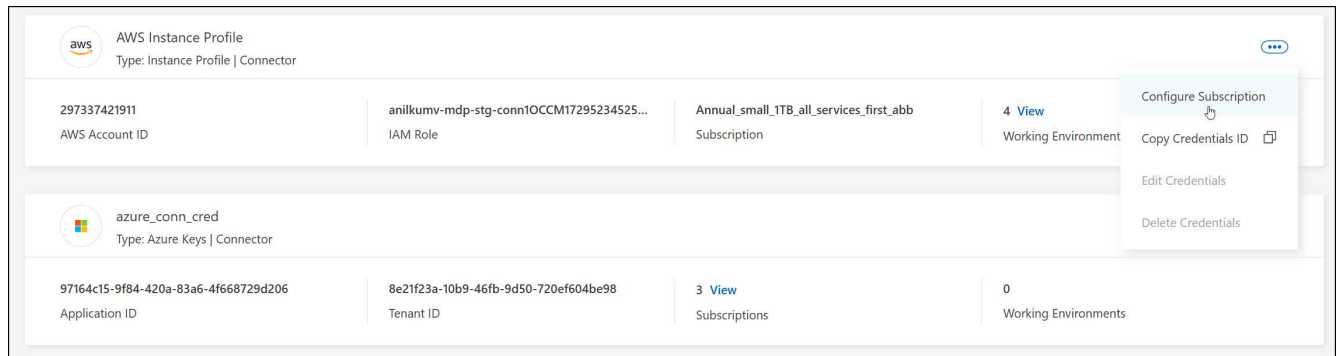 aws
AWS Instance Profile
Type: Instance Profile | Connector
297337421911
AWS Account ID
anilkumv-mdp-stg-conn1OCCM17295234525...
IAM Role
Annual_small_1TB_all_services_first_abb
Subscription
4 View
Working Environment
Configure Subscription
Copy Credentials ID
Edit Credentials
Delete Credentials
azure_conn_cred
Type: Azure Keys | Connector
97164c15-9f84-420a-83a6-4f668729d206
Application ID
8e21f23a-10b9-46fb-9d50-720ef604be98
Tenant ID
3 View
Subscriptions
0
Working Environments